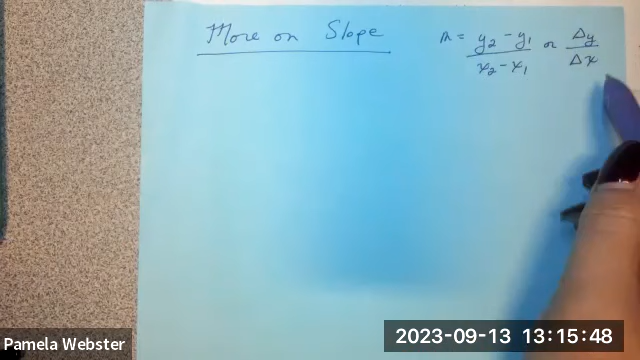 More on Slope
m = y₂ - y₁ / x₂ - x₁ or Δy / Δx
Pamela Webster
2023-09-13 13:15:48